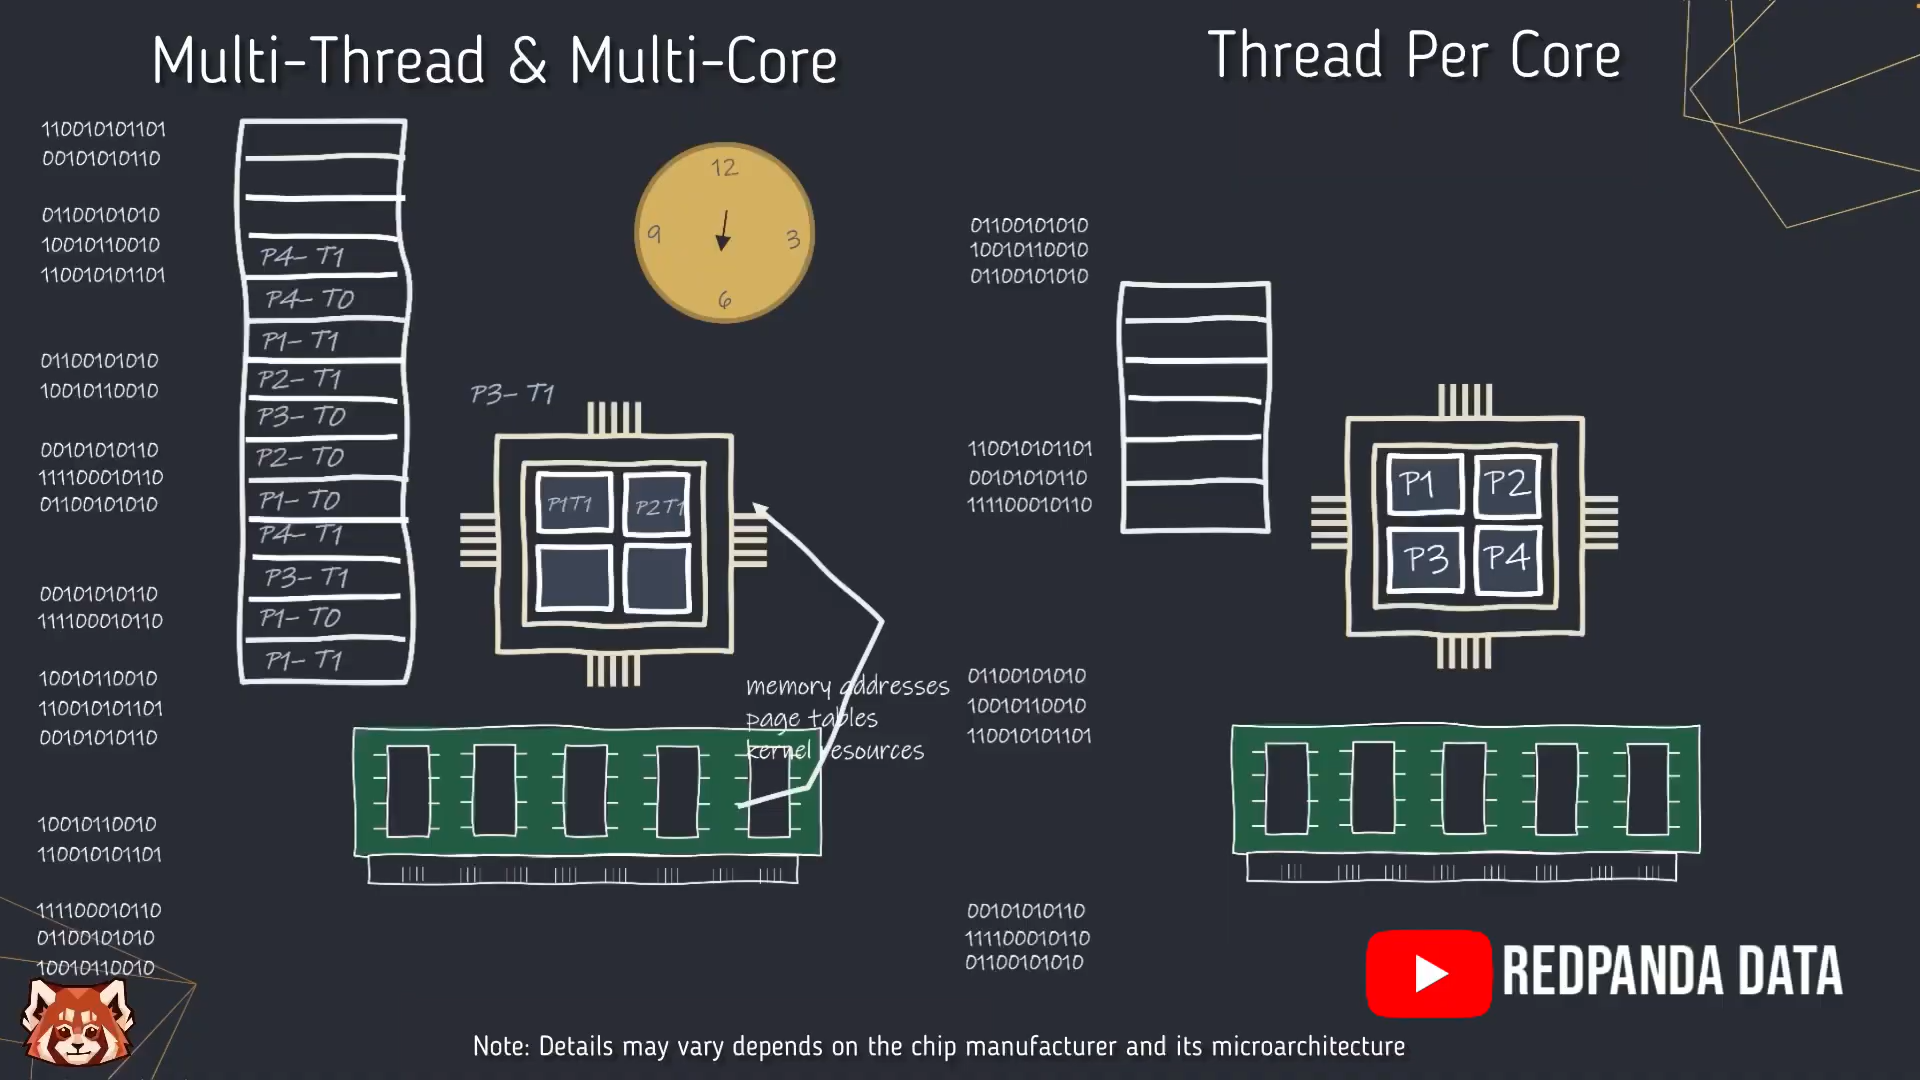 Multi-Thread & Multi-Core
110010101101
00101010110
01100101010
10010110010
110010101101
01100101010
10010110010
00101010110
111100010110
01100101010
00101010110
111100010110
10010110010
110010101101
00101010110
10010110010
110010101101
111100010110
01100101010
10010110010
P4- T1
P4- T0
P1- T1
P2- T1
P3- T0
P2- T0
P1- T0
P4- T1
P3- T1
P1- T0
P1- T1
12
9
3
6
P3- T1
P1T1
P2T1
memory addresses
page tables
kernel resources
Thread Per Core
01100101010
10010110010
01100101010
110010101101
00101010110
111100010110
01100101010
10010110010
110010101101
00101010110
111100010110
01100101010
P1 P2
P3 P4
REDPANDA DATA
Note: Details may vary depends on the chip manufacturer and its microarchitecture